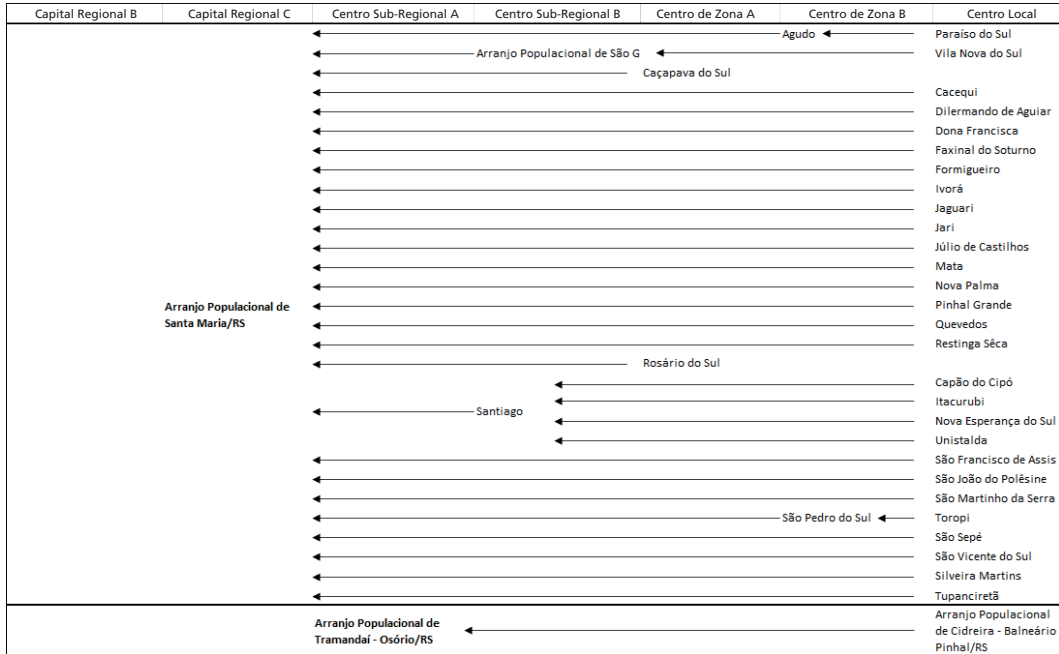 Capital Regional B Capital Regional C Centro Sub-Regional A Centro Sub-Regional B Centro de Zona A Centro de Zona B Centro Local
Agudo Paraíso do Sul
Arranjo Populacional de São G Vila Nova do Sul
Caçapava do Sul
Cacequi
Dilermando de Aguiar
Dona Francisca
Faxinal do Soturno
Formigueiro
Ivorá
Jaguari
Jari
Júlio de Castilhos
Mata
Nova Palma
Arranjo Populacional de Pinhal Grande
Santa Maria/RS Quevedos
Restinga Sêca
Rosário do Sul
Capão do Cipó
Itacurubi
Santiago
Nova Esperança do Sul
Unistalda
São Francisco de Assis
São João do Polêsine
São Martinho da Serra
São Pedro do Sul Toropi
São Sepé
São Vicente do Sul
Silveira Martins
Tupanciretã
Arranjo Populacional de
Tramandaí - Osório/RS
Arranjo Populacional
de Cidreira - Balneário
Pinhal/RS